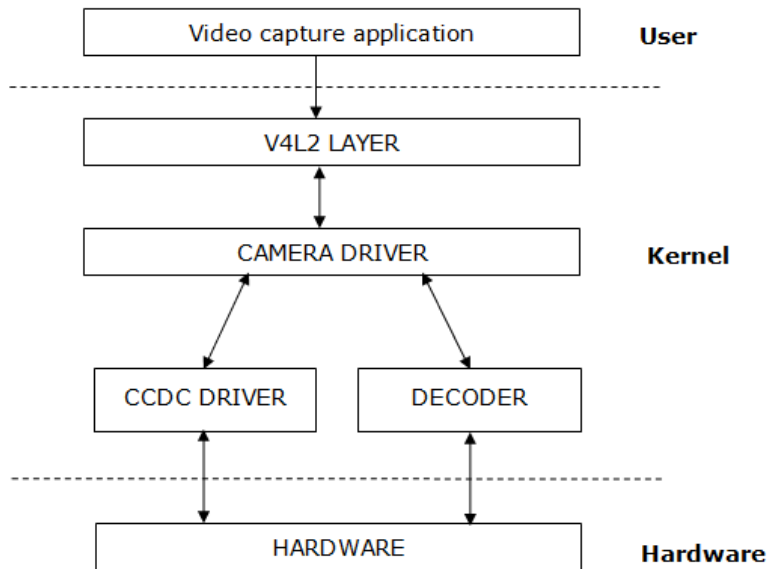 Video capture application
User
V4L2 LAYER
CAMERA DRIVER
Kernel
CCDC DRIVER
DECODER
HARDWARE
Hardware